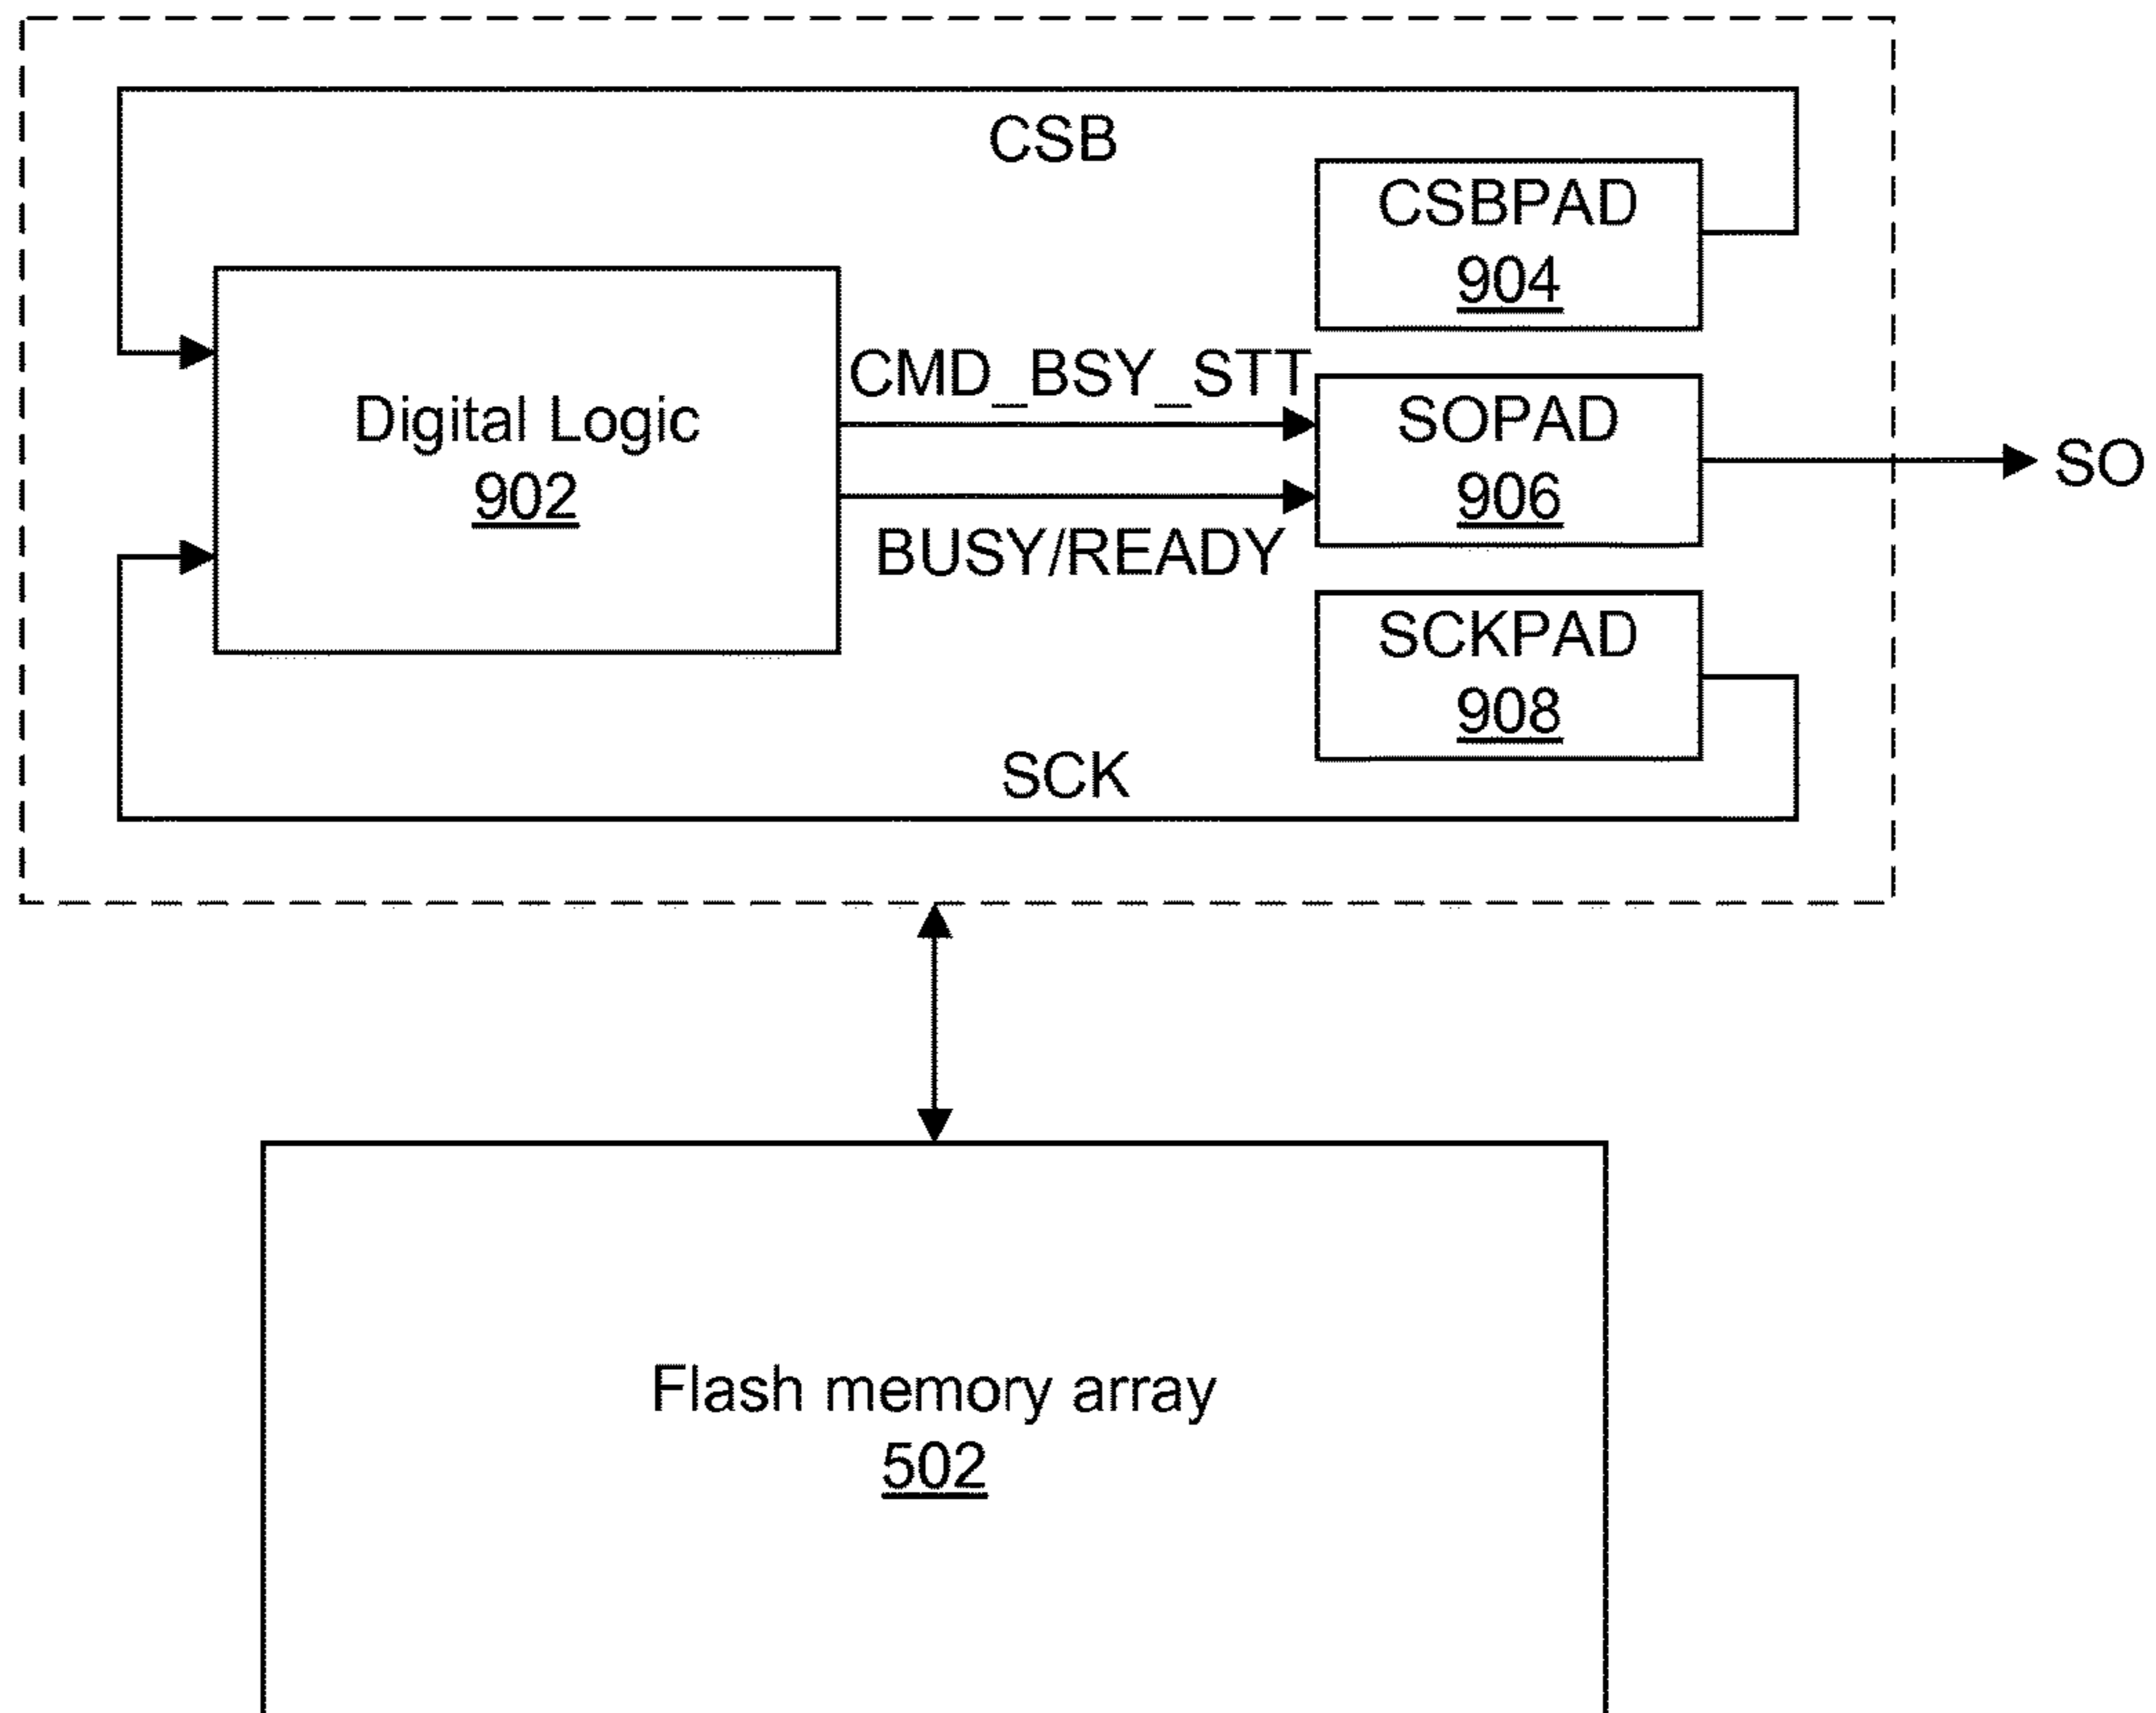 CSB
CSBPAD
904
CMD_BSY_STT
Digital Logic
902
SOPAD
906
SO
BUSY/READY
SCKPAD
908
SCK
Flash memory array
502